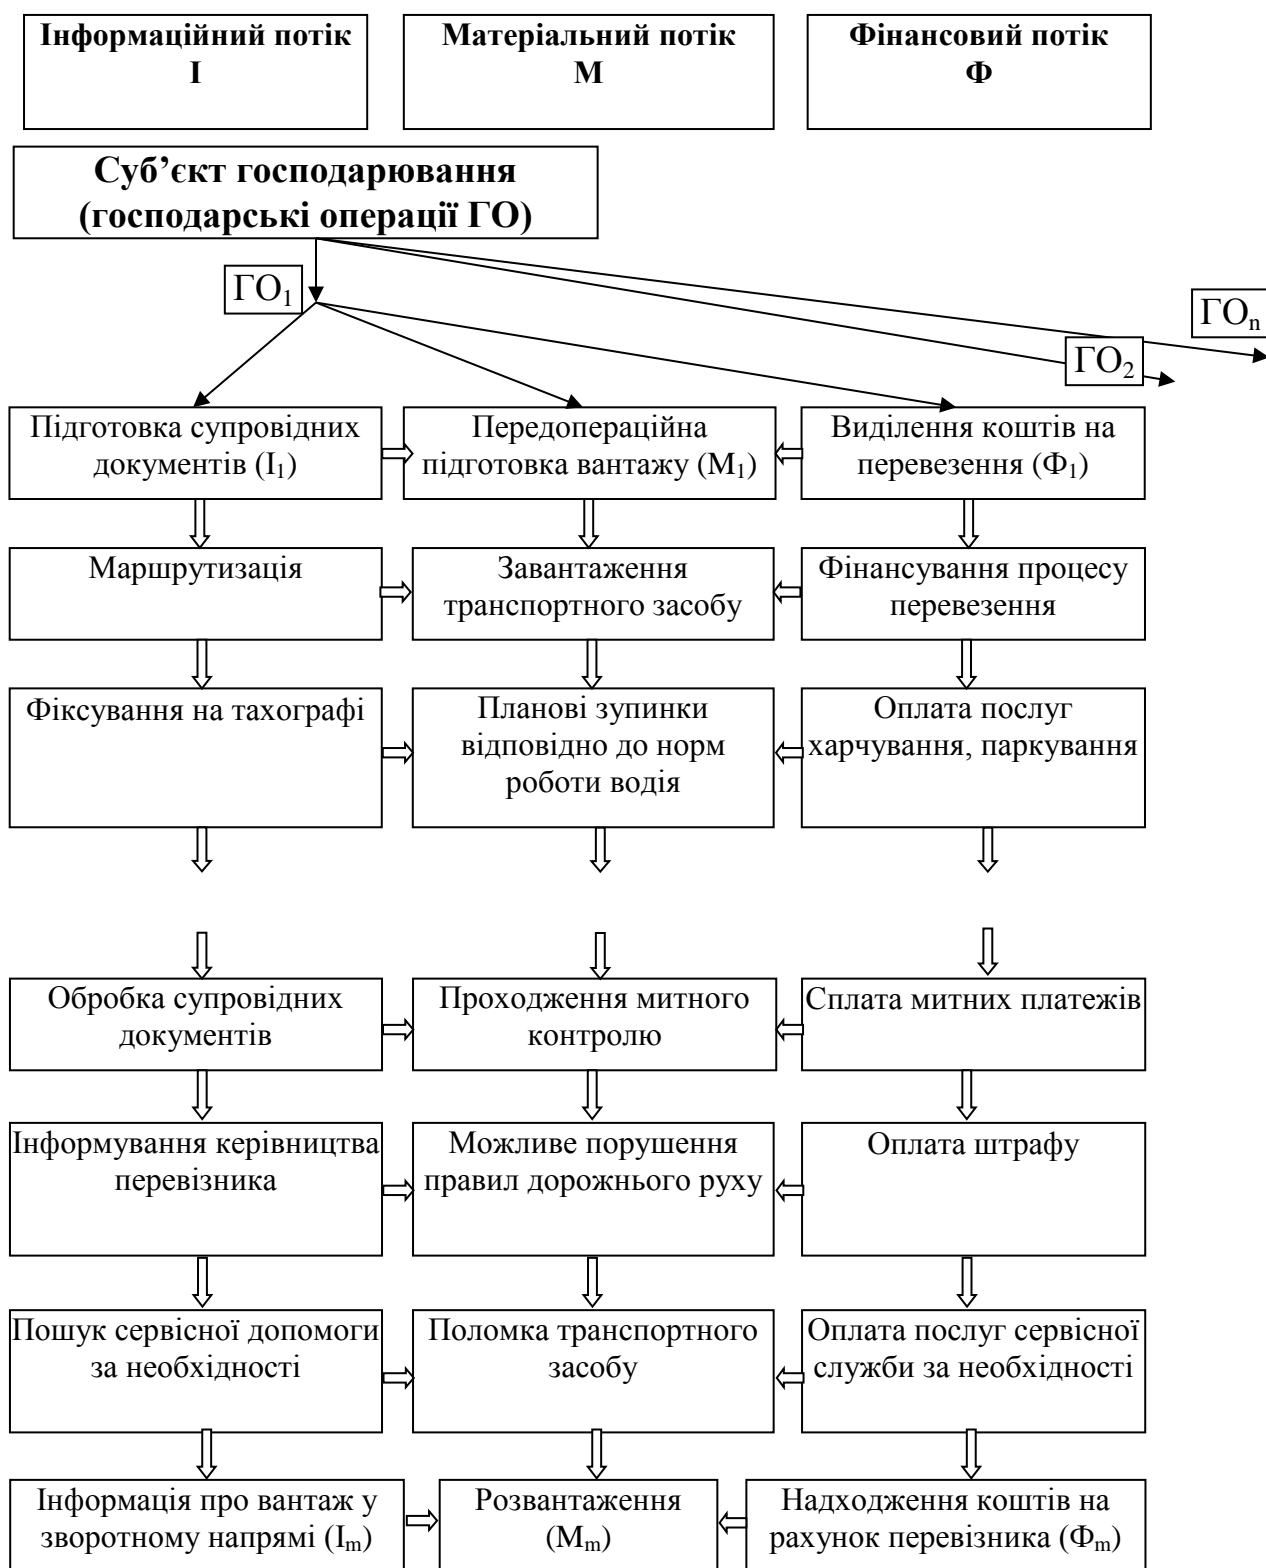 Інформаційний потік
І
Матеріальний потік
М
Фінансовий потік
Ф
Суб’єкт господарювання
(господарські операції ГО)
ГО1
ГОn
ГО2
Підготовка супровідних
документів (І1)
Передопераційна
підготовка вантажу (М1)
Виділення коштів на
перевезення (Ф1)
Маршрутизація
Завантаження
транспортного засобу
Фінансування процесу
перевезення
Фіксування на тахографі
Планові зупинки
відповідно до норм
роботи водія
Оплата послуг
харчування, паркування
Обробка супровідних
документів
Проходження митного
контролю
Сплата митних платежів
Інформування керівництва
перевізника
Можливе порушення
правил дорожнього руху
Оплата штрафу
Пошук сервісної допомоги
за необхідності
Поломка транспортного
засобу
Оплата послуг сервісної
служби за необхідності
Інформація про вантаж у
зворотному напрямі (Іm)
Розвантаження
(Мm)
Надходження коштів на
рахунок перевізника (Фm)